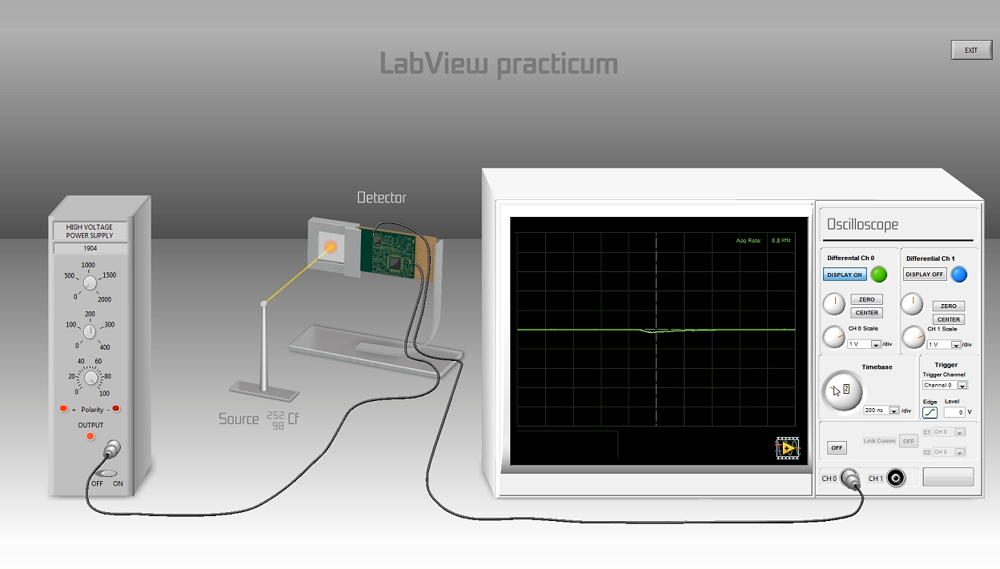 LabView practicum
EXIT
Detector
HIGH VOLTAGE
POWER SUPPLY
1904
1000
500
1500
0
2000
200
100
300
0
400
40 60
20
80
0
100
+ Polarity -
OUTPUT
OFF ON
Source 252 98 Cf
Acq Rate: 8,8 kHz
Oscilloscope
Differental Ch 0
DISPLAY ON
ZERO
CENTER
CH 0 Scale
1 V /div
Differential Ch 1
DISPLAY OFF
ZERO
CENTER
CH 1 Scale
1 V /div
Timebase
2
200 ns /div
Trigger
Trigger Channel
Channel 0
Edge Level
0 V
OFF
Lock Cursors OFF
C1 CH 0
C2 CH 0
CH 0
CH 1